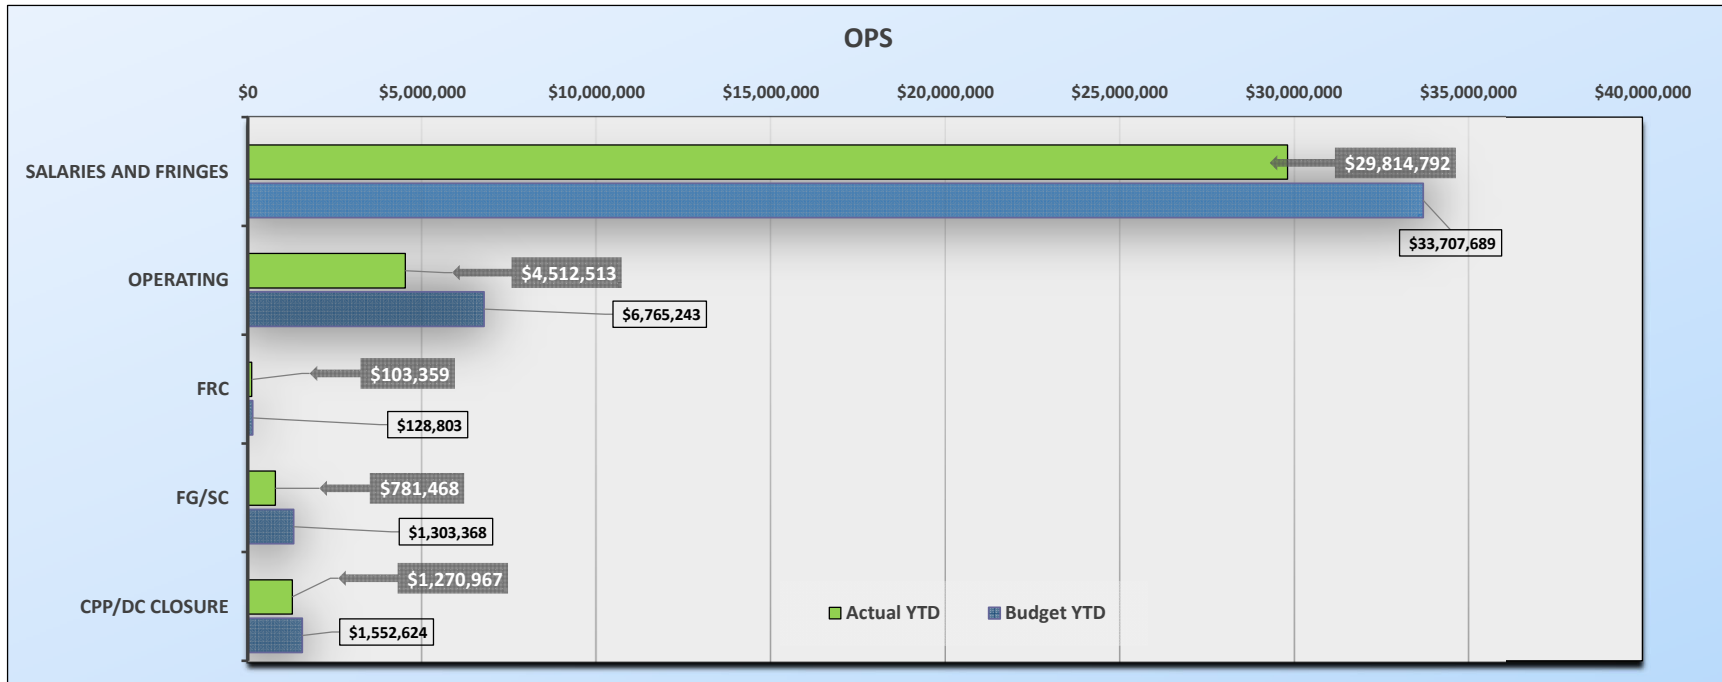 OPS
$0 $5,000,000 $10,000,000 $15,000,000 $20,000,000 $25,000,000 $30,000,000 $35,000,000 $40,000,000
SALARIES AND FRINGES
$29,814,792
$33,707,689
OPERATING
$4,512,513
$6,765,243
FRC
$103,359
$128,803
FG/SC
$781,468
$1,303,368
CPP/DC CLOSURE
$1,270,967
$1,552,624
Actual YTD Budget YTD